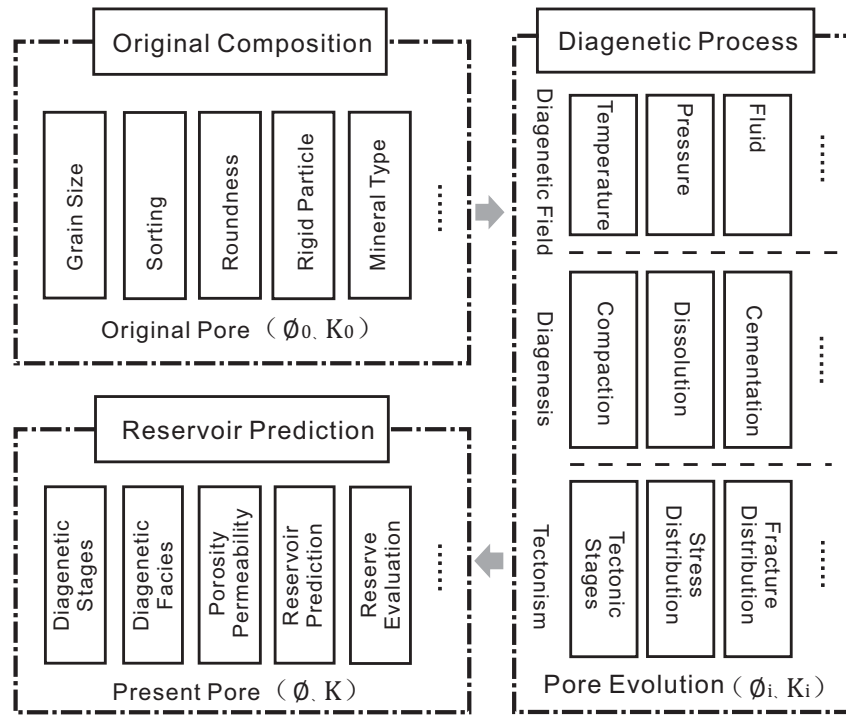 Original Composition
Grain Size
Sorting
Roundness
Rigid Particle
Mineral Type
Original Pore（Ø₀、K₀）
Diagenetic Process
Diagenetic Field
Temperature
Pressure
Fluid
Diagenesis
Compaction
Dissolution
Cementation
Tectonism
Tectonic
Stages
Stress
Distribution
Fracture
Distribution
Pore Evolution（Øᵢ、Kᵢ）
Reservoir Prediction
Diagenetic
Stages
Diagenetic
Facies
Porosity
Permeability
Reservoir
Prediction
Reserve
Evaluation
Present Pore（Ø、K）